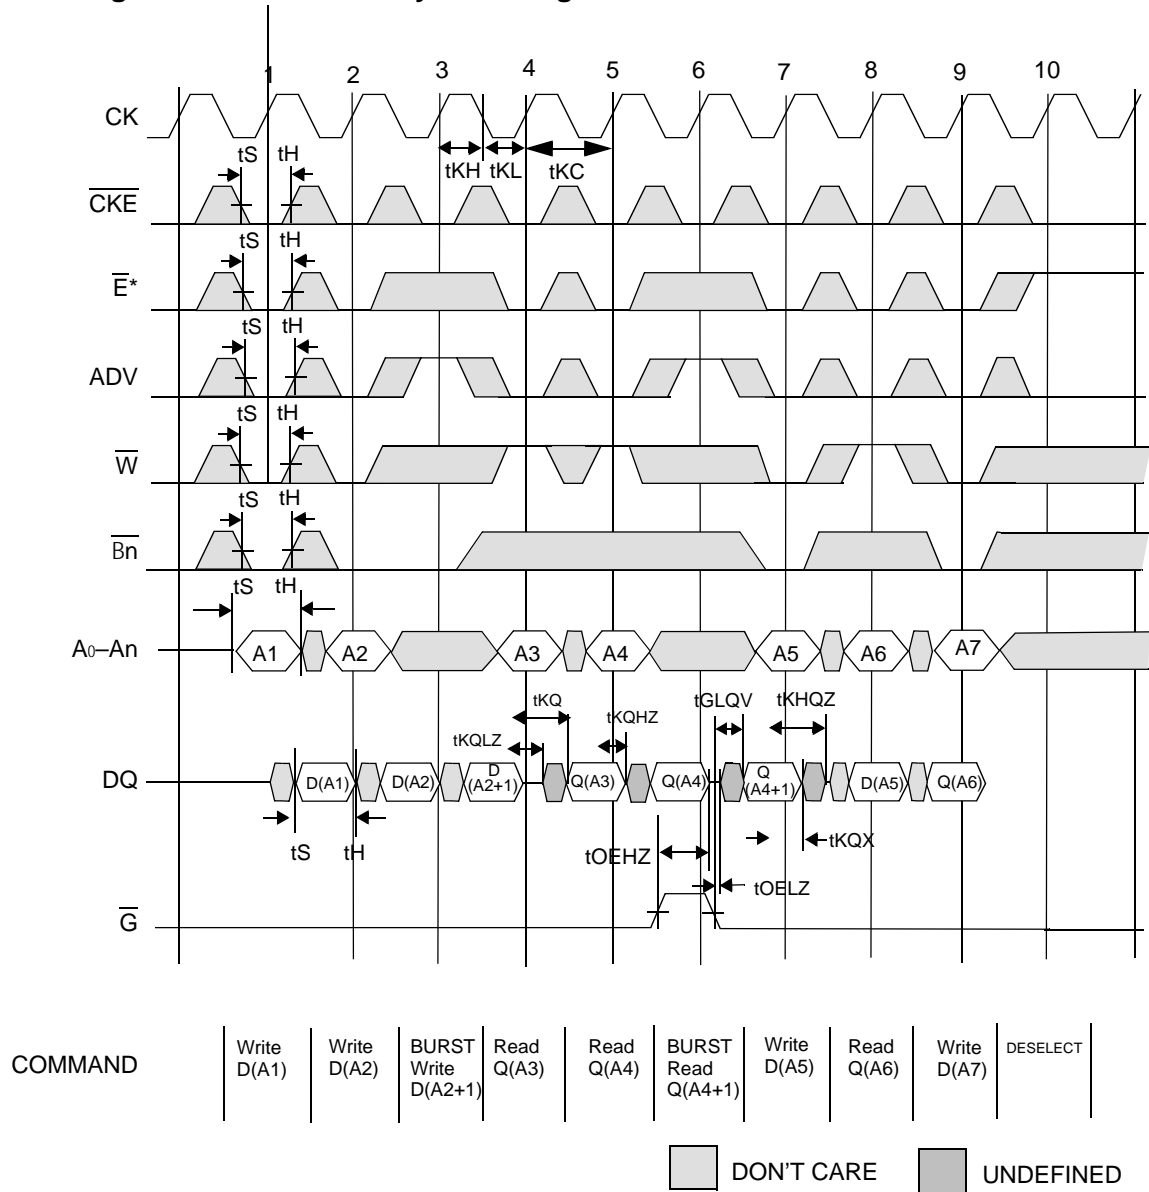 1 2 3 4 5 6 7 8 9 10
CK
tS tH tKH tKL tKC
CKE
tS tH
E*
tS tH
ADV
tS tH
W
tS tH
Bn
tS tH
A0–An A1 A2 A3 A4 A5 A6 A7
tKQ tGLQV tKHQZ
tKQLZ tKQHZ
DQ D(A1) D(A2) D (A2+1) Q(A3) Q(A4) Q (A4+1) D(A5) Q(A6)
tS tH tOEHZ tKQX
tOELZ
G
COMMAND
Write D(A1)
Write D(A2)
BURST Write D(A2+1)
Read Q(A3)
Read Q(A4)
BURST Read Q(A4+1)
Write D(A5)
Read Q(A6)
Write D(A7)
DESELECT
DON'T CARE UNDEFINED